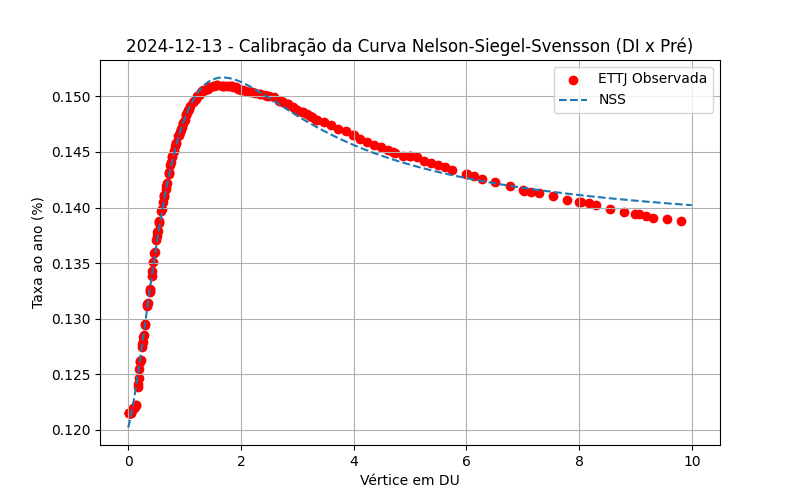 2024-12-13 - Calibração da Curva Nelson-Siegel-Svensson (DI x Pré)
ETTJ Observada
NSS
Taxa ao ano (%)
0.150
0.145
0.140
0.135
0.130
0.125
0.120
0 2 4 6 8 10
Vértice em DU